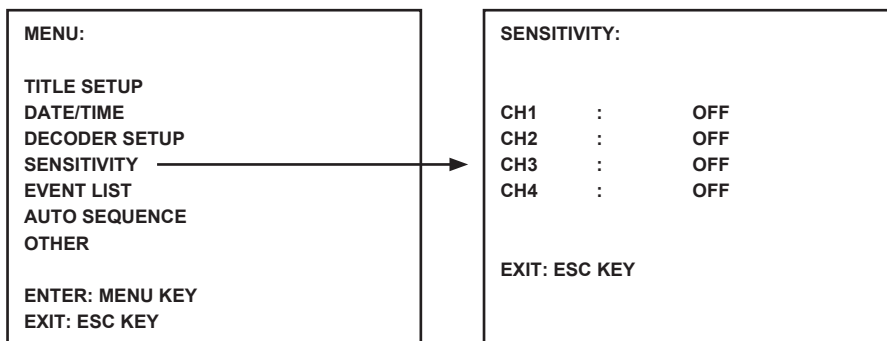 MENU:
TITLE SETUP
DATE/TIME
DECODER SETUP
SENSITIVITY
EVENT LIST
AUTO SEQUENCE
OTHER
ENTER: MENU KEY
EXIT: ESC KEY
SENSITIVITY:
CH1 : OFF
CH2 : OFF
CH3 : OFF
CH4 : OFF
EXIT: ESC KEY